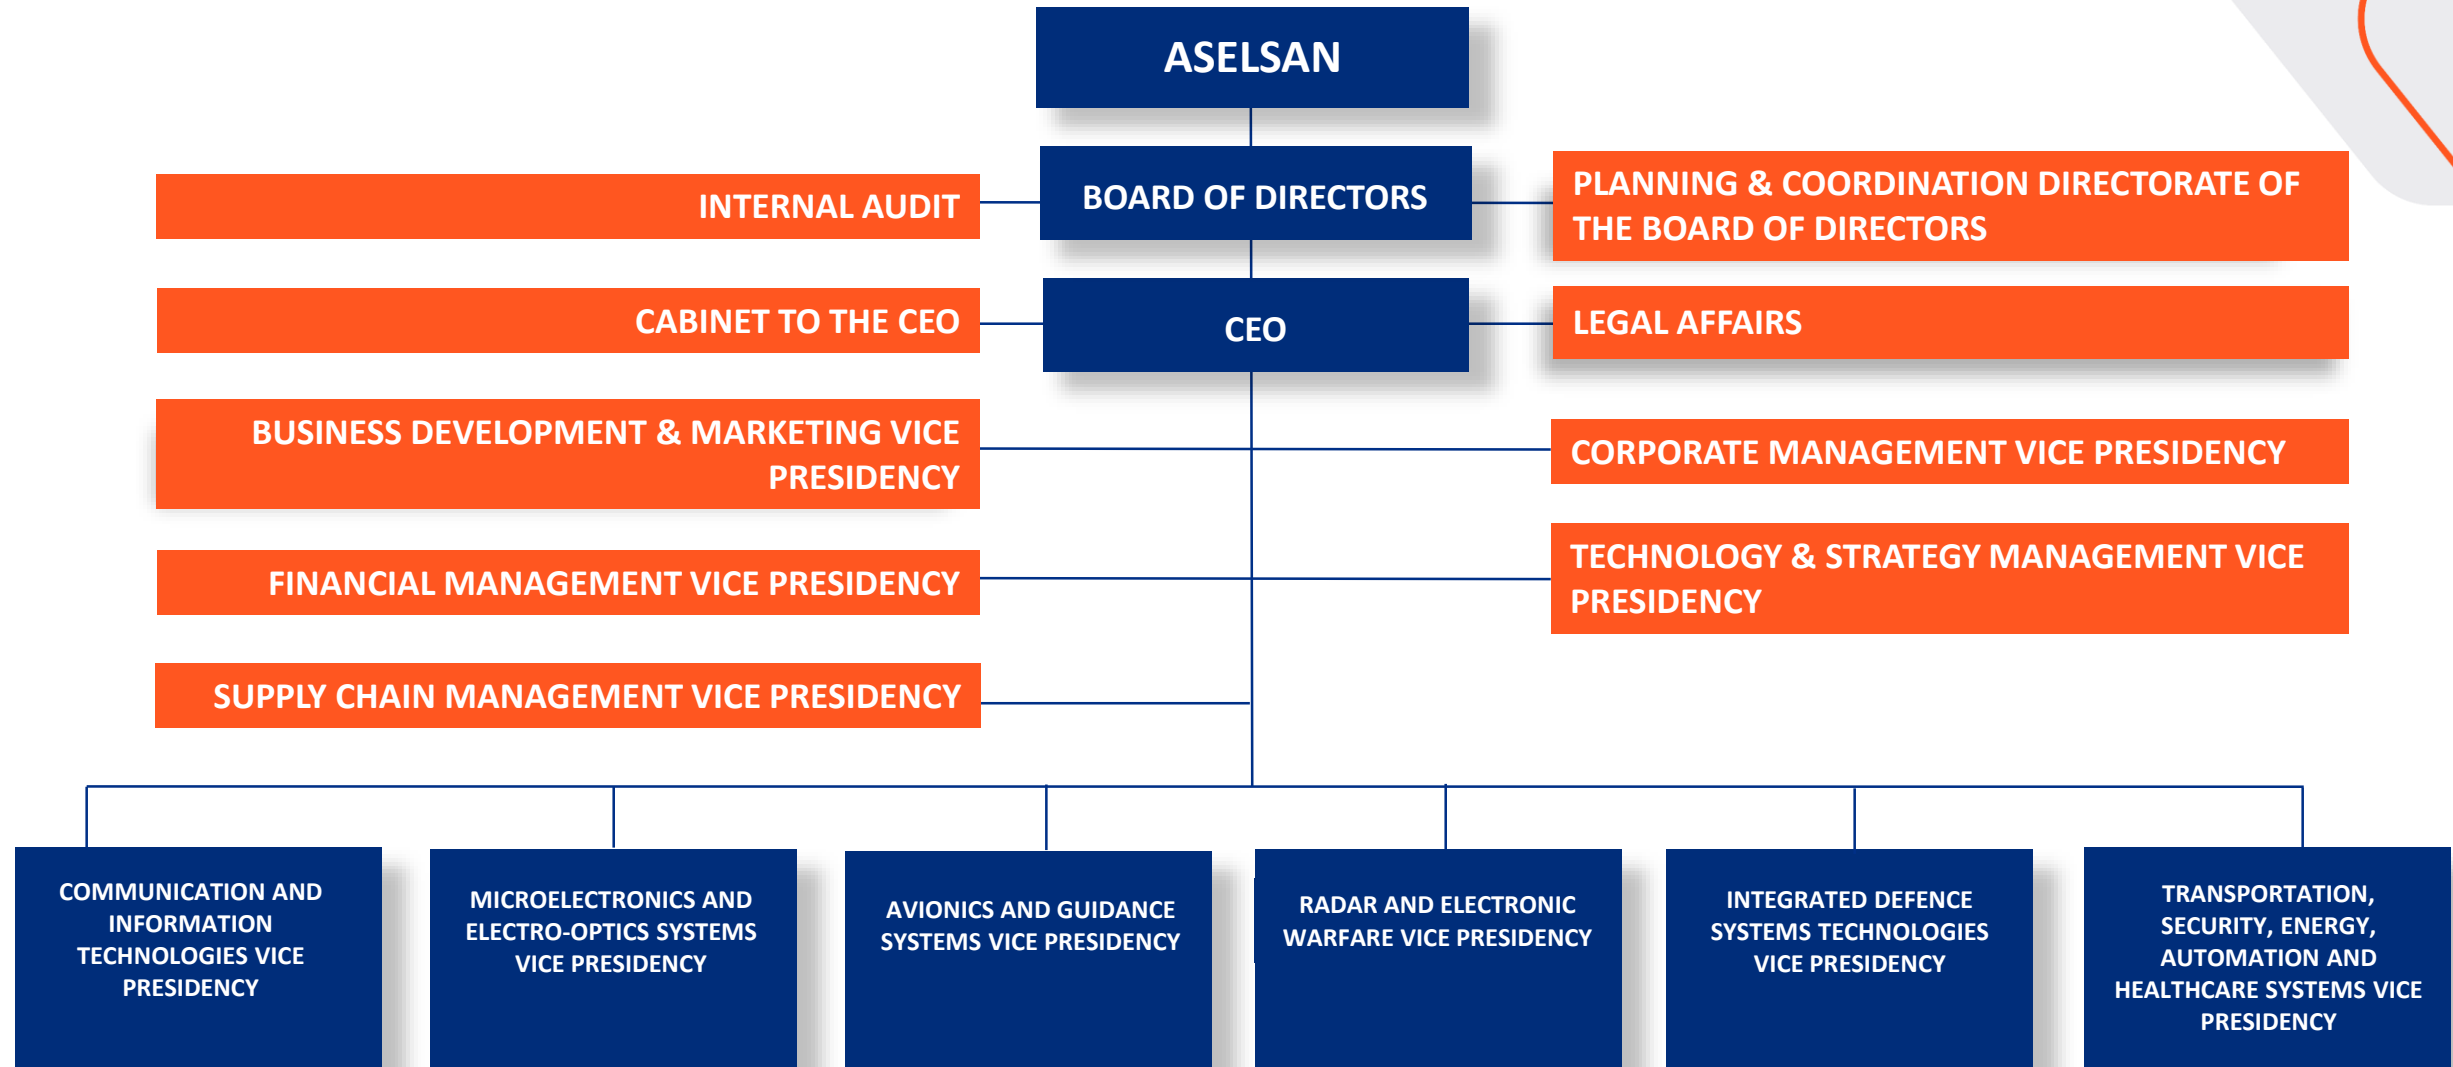 ASELSAN
INTERNAL AUDIT
BOARD OF DIRECTORS
PLANNING & COORDINATION DIRECTORATE OF
THE BOARD OF DIRECTORS
CABINET TO THE CEO
CEO
LEGAL AFFAIRS
BUSINESS DEVELOPMENT & MARKETING VICE
PRESIDENCY
CORPORATE MANAGEMENT VICE PRESIDENCY
FINANCIAL MANAGEMENT VICE PRESIDENCY
TECHNOLOGY & STRATEGY MANAGEMENT VICE
PRESIDENCY
SUPPLY CHAIN MANAGEMENT VICE PRESIDENCY
COMMUNICATION AND
INFORMATION
TECHNOLOGIES VICE
PRESIDENCY
MICROELECTRONICS AND
ELECTRO-OPTICS SYSTEMS
VICE PRESIDENCY
AVIONICS AND GUIDANCE
SYSTEMS VICE PRESIDENCY
RADAR AND ELECTRONIC
WARFARE VICE PRESIDENCY
INTEGRATED DEFENCE
SYSTEMS TECHNOLOGIES
VICE PRESIDENCY
TRANSPORTATION,
SECURITY, ENERGY,
AUTOMATION AND
HEALTHCARE SYSTEMS VICE
PRESIDENCY